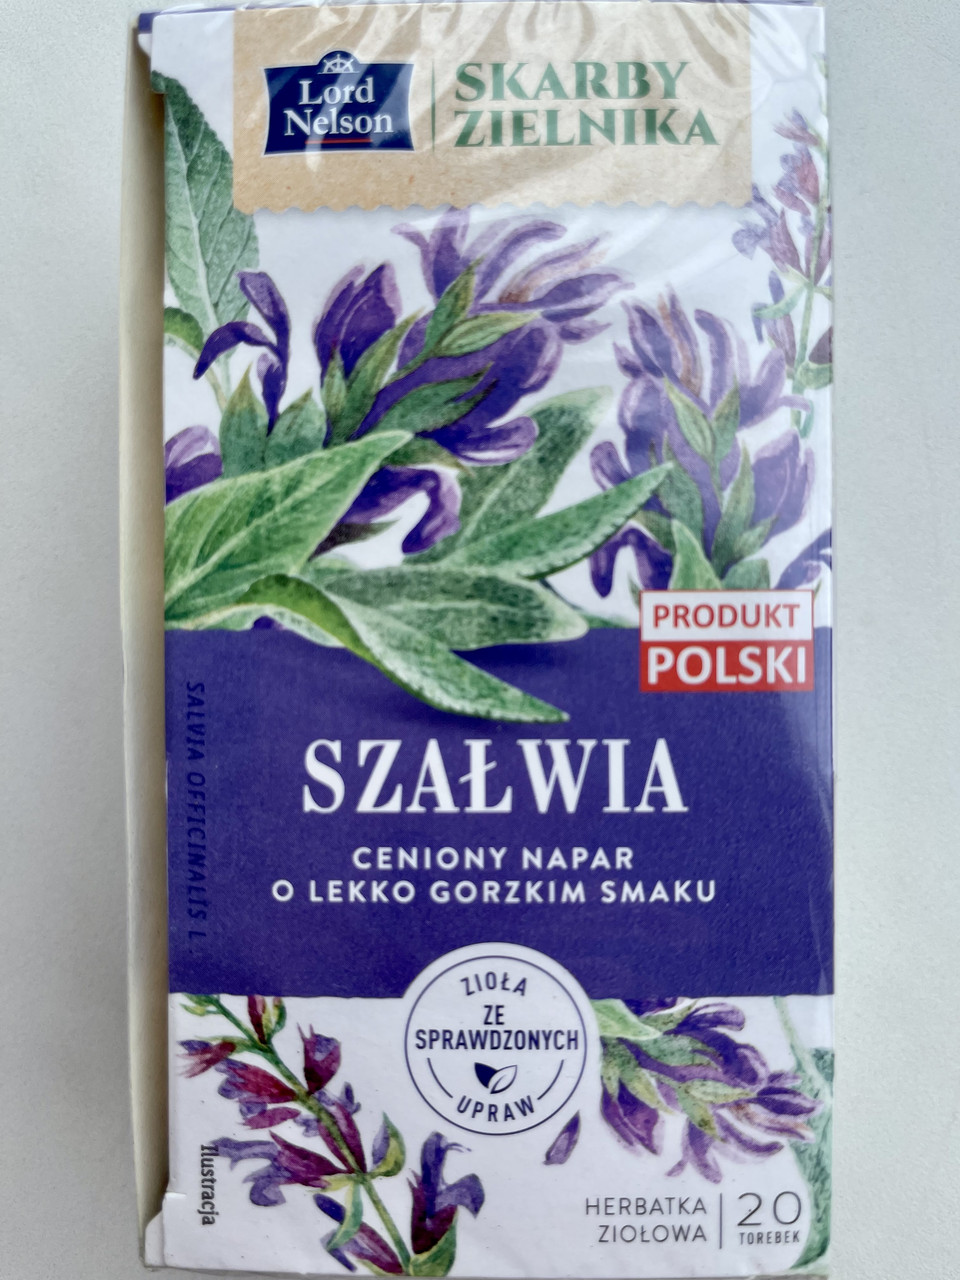 Lord
Nelson
SKARBY
ZIELNIKA
PRODUKT
POLSKI
SALVIA OFFICINALIS L.
SZAŁWIA
CENIONY NAPAR
O LEKKO GORZKIM SMAKU
ZIOŁA
ZE
SPRAWDZONYCH
UPRAW
Ilustracja
HERBATKA
ZIOŁOWA
20
TOREBEK